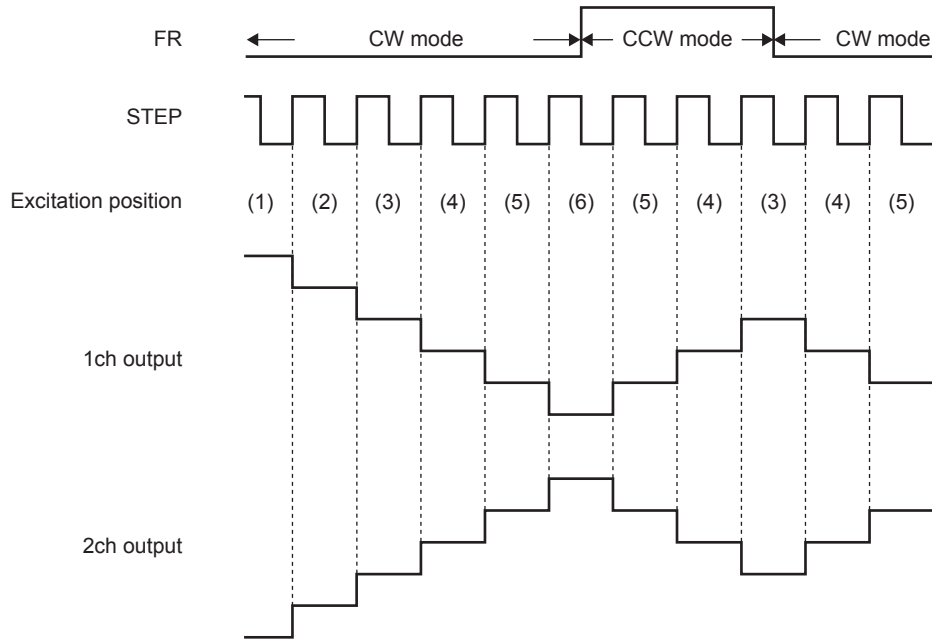 FR CW mode CCW mode CW mode
STEP
Excitation position (1) (2) (3) (4) (5) (6) (5) (4) (3) (4) (5)
1ch output
2ch output